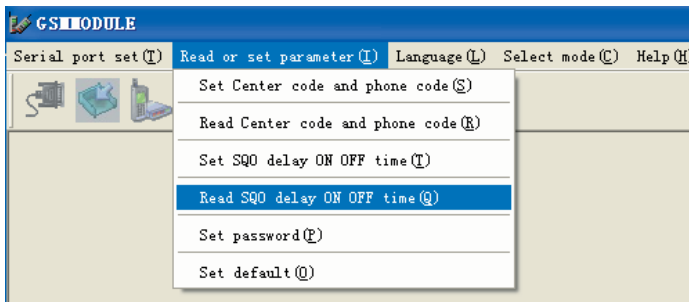 GSM MODULE
Serial port set(T) Read or set parameter(I) Language(L) Select mode(C) Help(H
Set Center code and phone code(S)
Read Center code and phone code(R)
Set SQO delay ON OFF time(T)
Read SQO delay ON OFF time(Q)
Set password(P)
Set default(O)